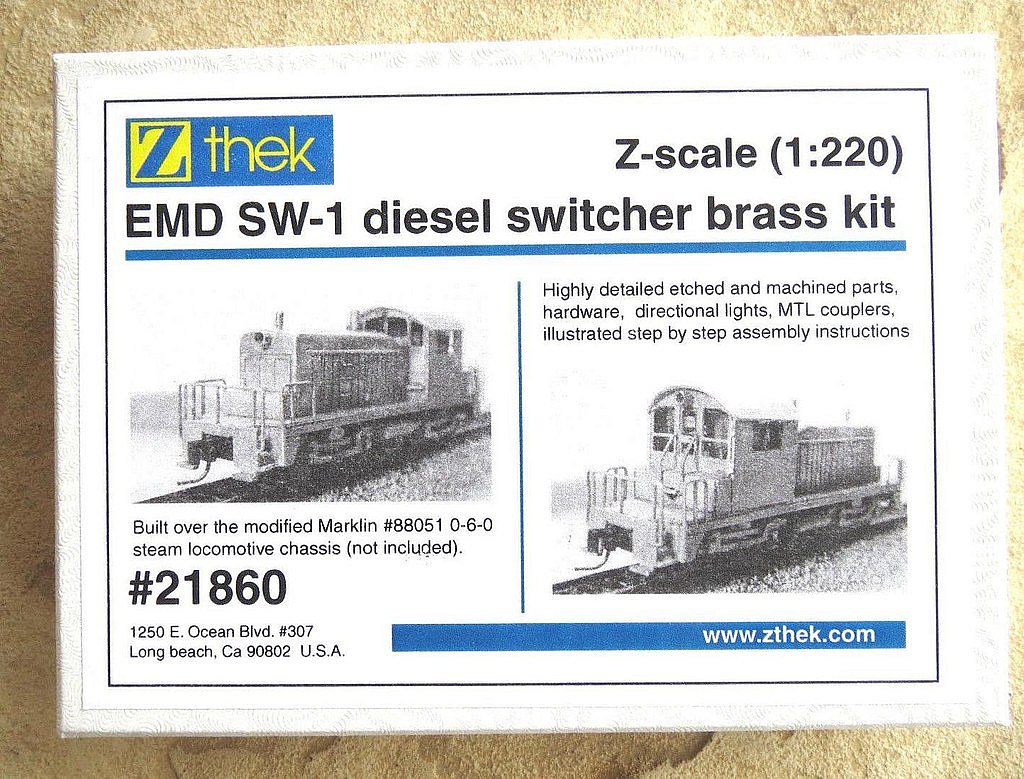 Z thek
Z-scale (1:220)
EMD SW-1 diesel switcher brass kit
Highly detailed etched and machined parts,
hardware, directional lights, MTL couplers,
illustrated step by step assembly instructions
Built over the modified Marklin #88051 0-6-0
steam locomotive chassis (not included).
#21860
1250 E. Ocean Blvd. #307
Long beach, Ca 90802 U.S.A.
www.zthek.com